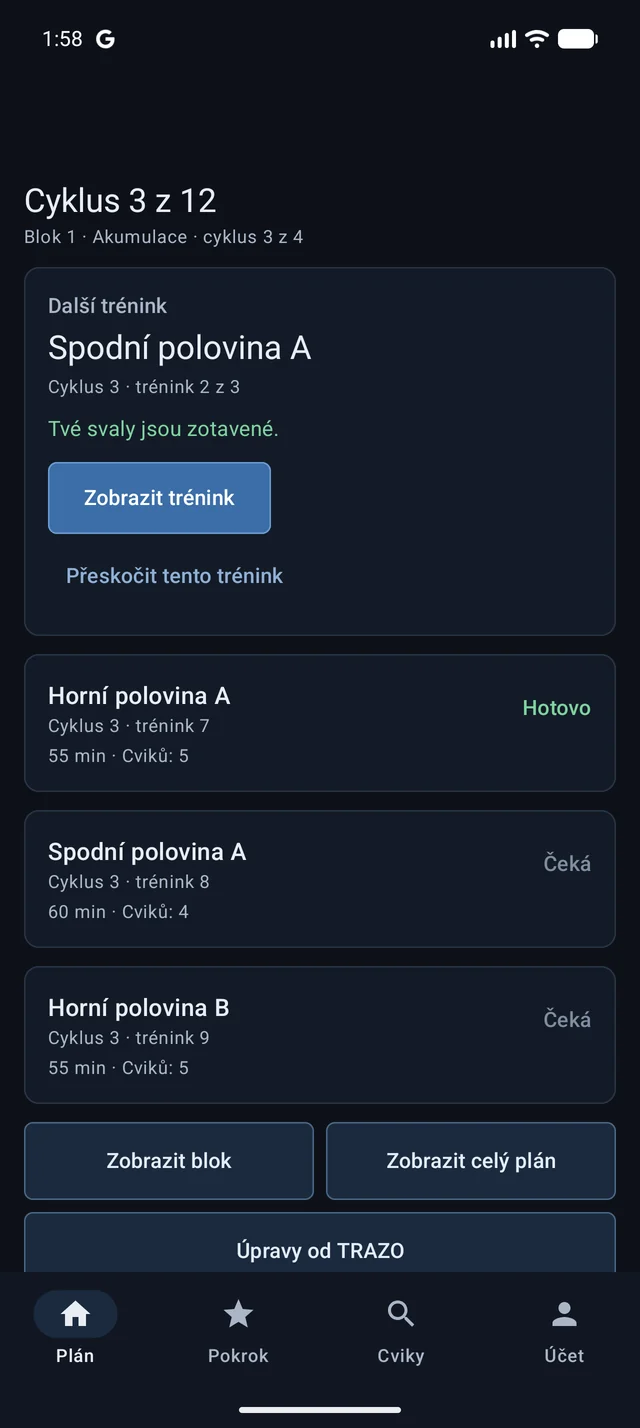 1:58 G
Cyklus 3 z 12
Blok 1 · Akumulace · cyklus 3 z 4
Další trénink
Spodní polovina A
Cyklus 3 · trénink 2 z 3
Tvé svaly jsou zotavené.
Zobrazit trénink
Přeskočit tento trénink
Horní polovina A
Hotovo
Cyklus 3 · trénink 7
55 min · Cviků: 5
Spodní polovina A
Čeká
Cyklus 3 · trénink 8
60 min · Cviků: 4
Horní polovina B
Čeká
Cyklus 3 · trénink 9
55 min · Cviků: 5
Zobrazit blok
Zobrazit celý plán
Úpravy od TRAZO
Plán
Pokrok
Cviky
Účet